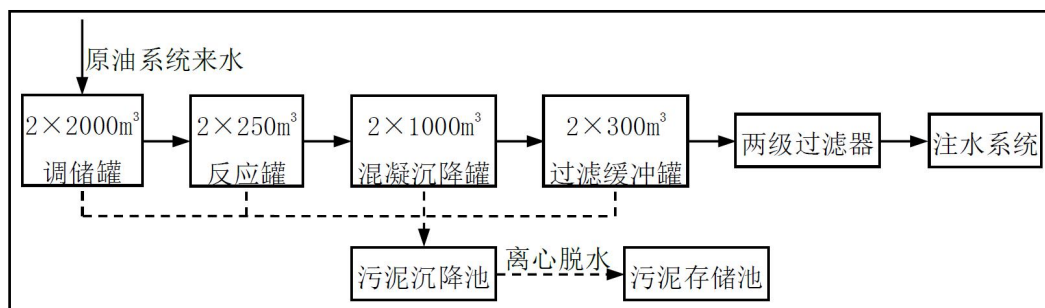 原油系统来水
2×2000m³
调储罐
2×250m³
反应罐
2×1000m³
混凝沉降罐
2×300m³
过滤缓冲罐
两级过滤器
注水系统
污泥沉降池
离心脱水
污泥存储池